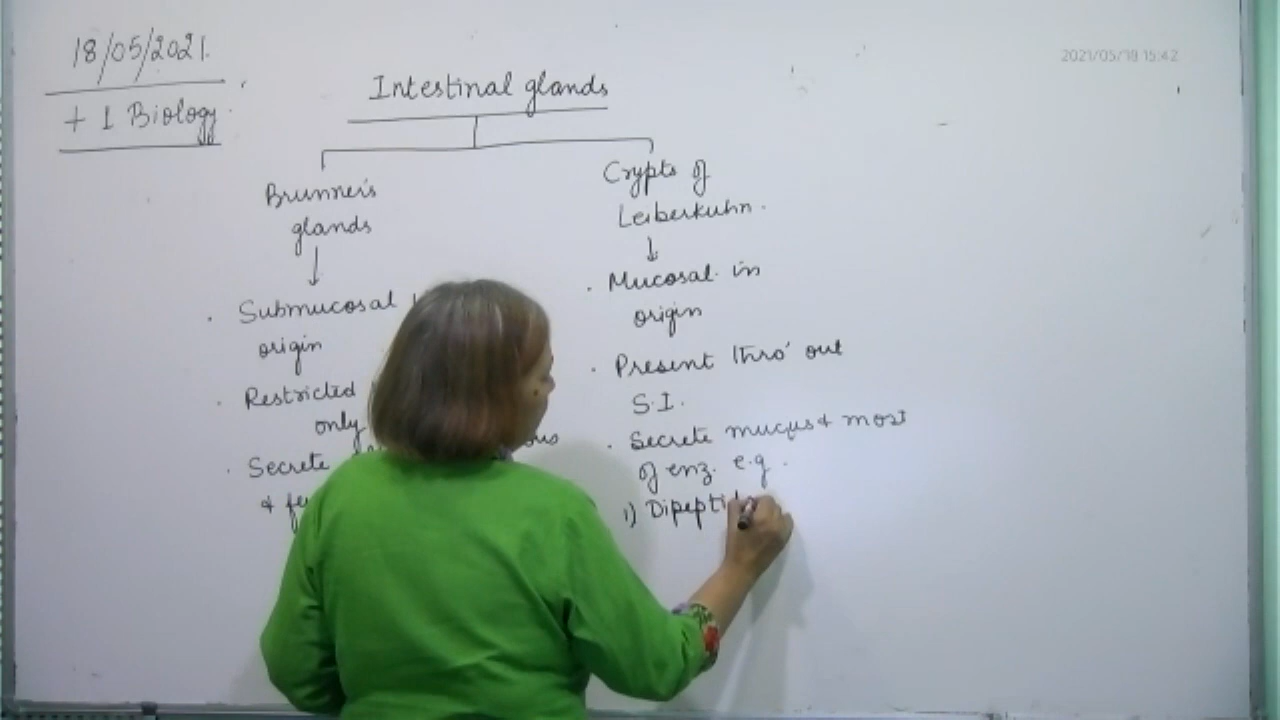 18/05/2021.
+ 1 Biology
2021/05/18 15:42
Intestinal glands
Brunner's
glands
Submucosal
origin
Restricted
only
Secrete
&
Crypts of
Leiberkuhn.
Mucosal in
origin
Present thro' out
S.I.
Secrete mucus & most
of enz. e.g.
1) Dipepti